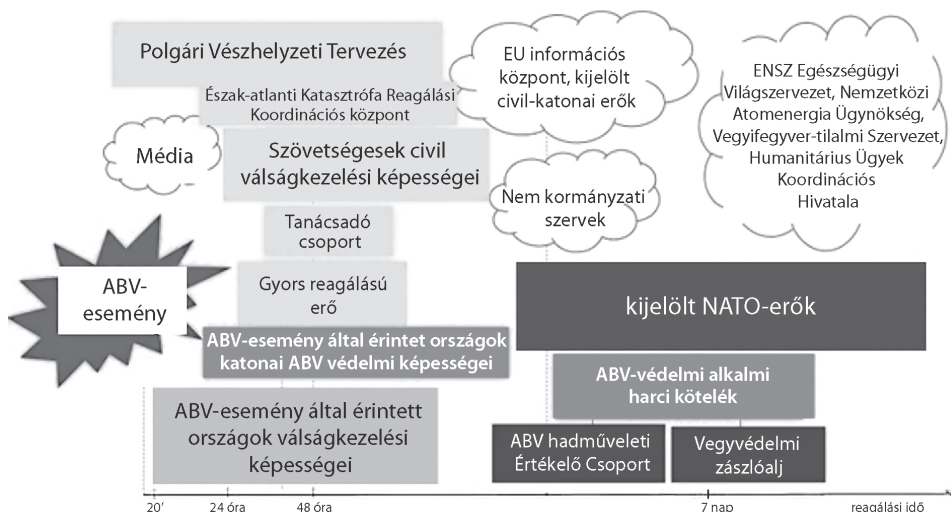 Polgári Vészhelyzeti Tervezés
Észak-atlanti Katasztrófa Reagálási
Koordinációs központ
Média
Szövetségesek civil
válságkezelési képességei
Tanácsadó
csoport
Gyors reagálású
erő
ABV-
esemény
ABV-esemény által érintet országok
katonai ABV védelmi képességei
ABV-esemény által érintett
országok válságkezelési
képességei
EU információs
központ, kijelölt
civil-katonai erők
Nem kormányzati
szervek
ENSZ Egészségügyi
Világszervezet, Nemzetközi
Atomenergia Ügynökség,
Vegyifegyver-tilalmi Szervezet,
Humanitárius Ügyek
Koordinációs
Hivatala
kijelölt NATO-erők
ABV-védelmi alkalmi
harci kötelék
ABV hadműveleti
Értékelő Csoport
Vegyvédelmi
zászlóalj
20’
24 óra
48 óra
7 nap
reagálási idő